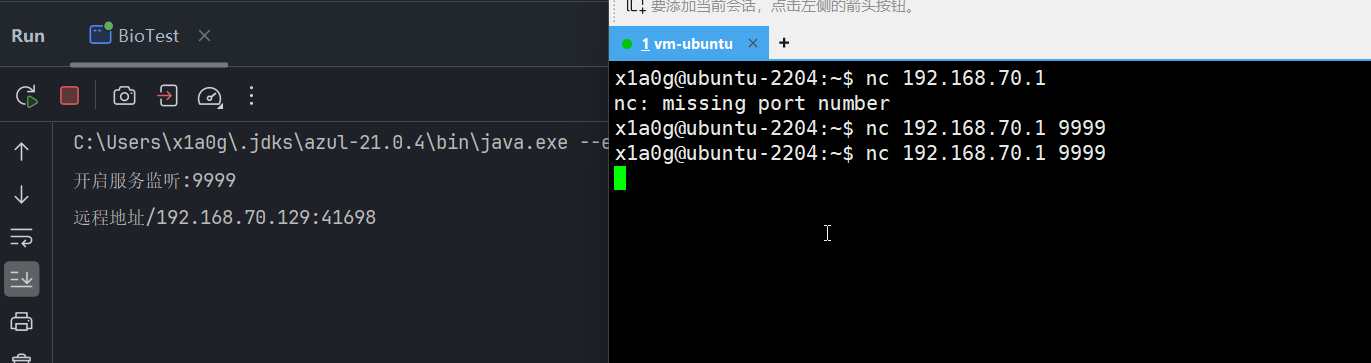 Run
BioTest
C:\Users\x1a0g\.jdks\azul-21.0.4\bin\java.exe --e
开启服务监听:9999
远程地址/192.168.70.129:41698
要添加当前会话，点击左侧的箭头按钮。
1 vm-ubuntu
x1a0g@ubuntu-2204:~$ nc 192.168.70.1
nc: missing port number
x1a0g@ubuntu-2204:~$ nc 192.168.70.1 9999
x1a0g@ubuntu-2204:~$ nc 192.168.70.1 9999